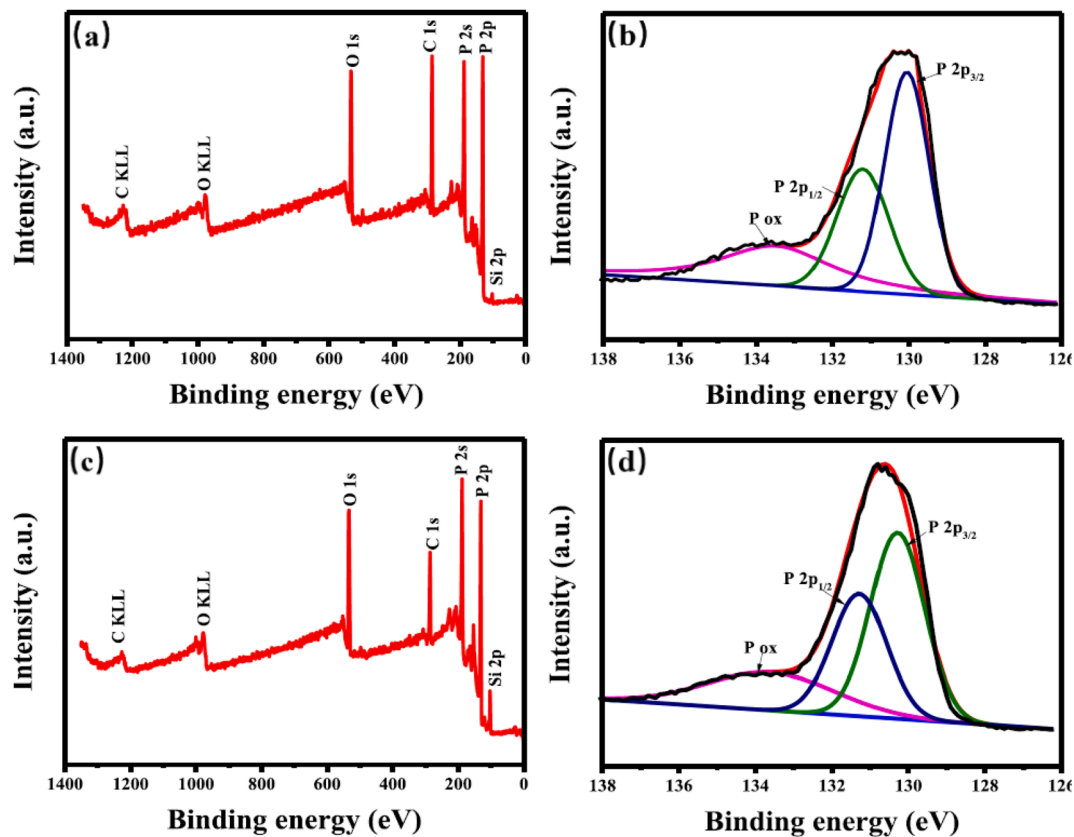 (a)
Intensity (a.u.)
C KLL
O KLL
O 1s
C 1s
P 2s
P 2p
Si 2p
1400 1200 1000 800 600 400 200 0
Binding energy (eV)
(b)
Intensity (a.u.)
P 2p3/2
P 2p1/2
P ox
138 136 134 132 130 128 126
Binding energy (eV)
(c)
Intensity (a.u.)
C KLL
O KLL
O 1s
C 1s
P 2s
P 2p
Si 2p
1400 1200 1000 800 600 400 200 0
Binding energy (eV)
(d)
Intensity (a.u.)
P 2p3/2
P 2p1/2
P ox
138 136 134 132 130 128 126
Binding energy (eV)